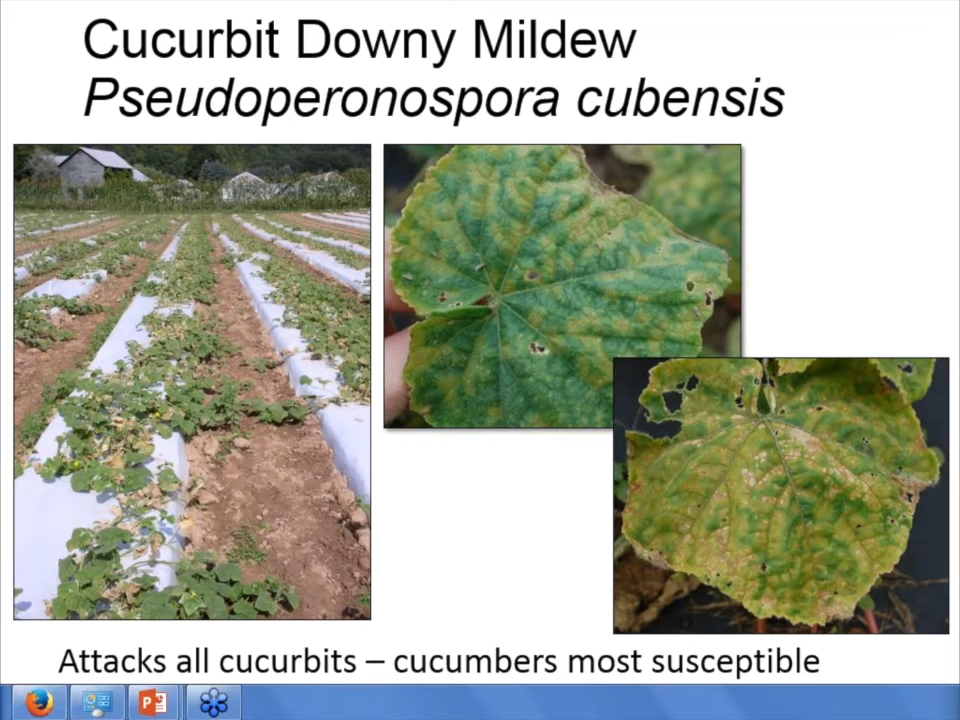 Cucurbit Downy Mildew
Pseudoperonospora cubensis
Attacks all cucurbits – cucumbers most susceptible
P